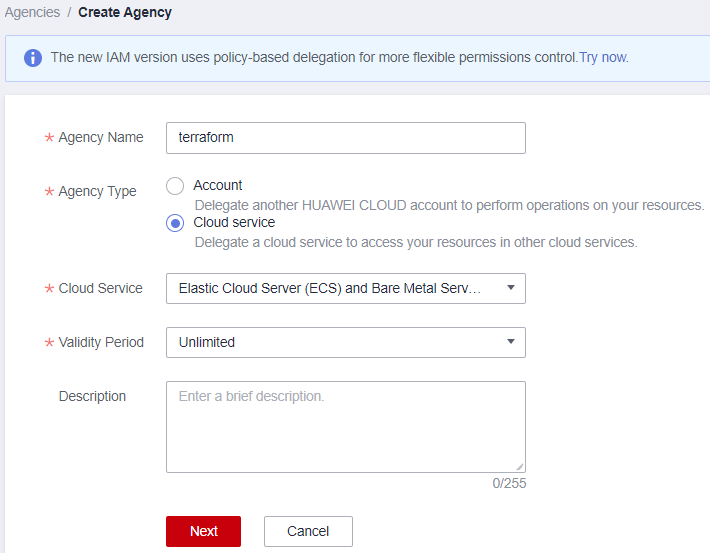 Agencies / Create Agency
The new IAM version uses policy-based delegation for more flexible permissions control.Try now.
* Agency Name terraform
* Agency Type Account
Delegate another HUAWEI CLOUD account to perform operations on your resources.
Cloud service
Delegate a cloud service to access your resources in other cloud services.
* Cloud Service Elastic Cloud Server (ECS) and Bare Metal Serv...
* Validity Period Unlimited
Description Enter a brief description.
0/255
Next Cancel